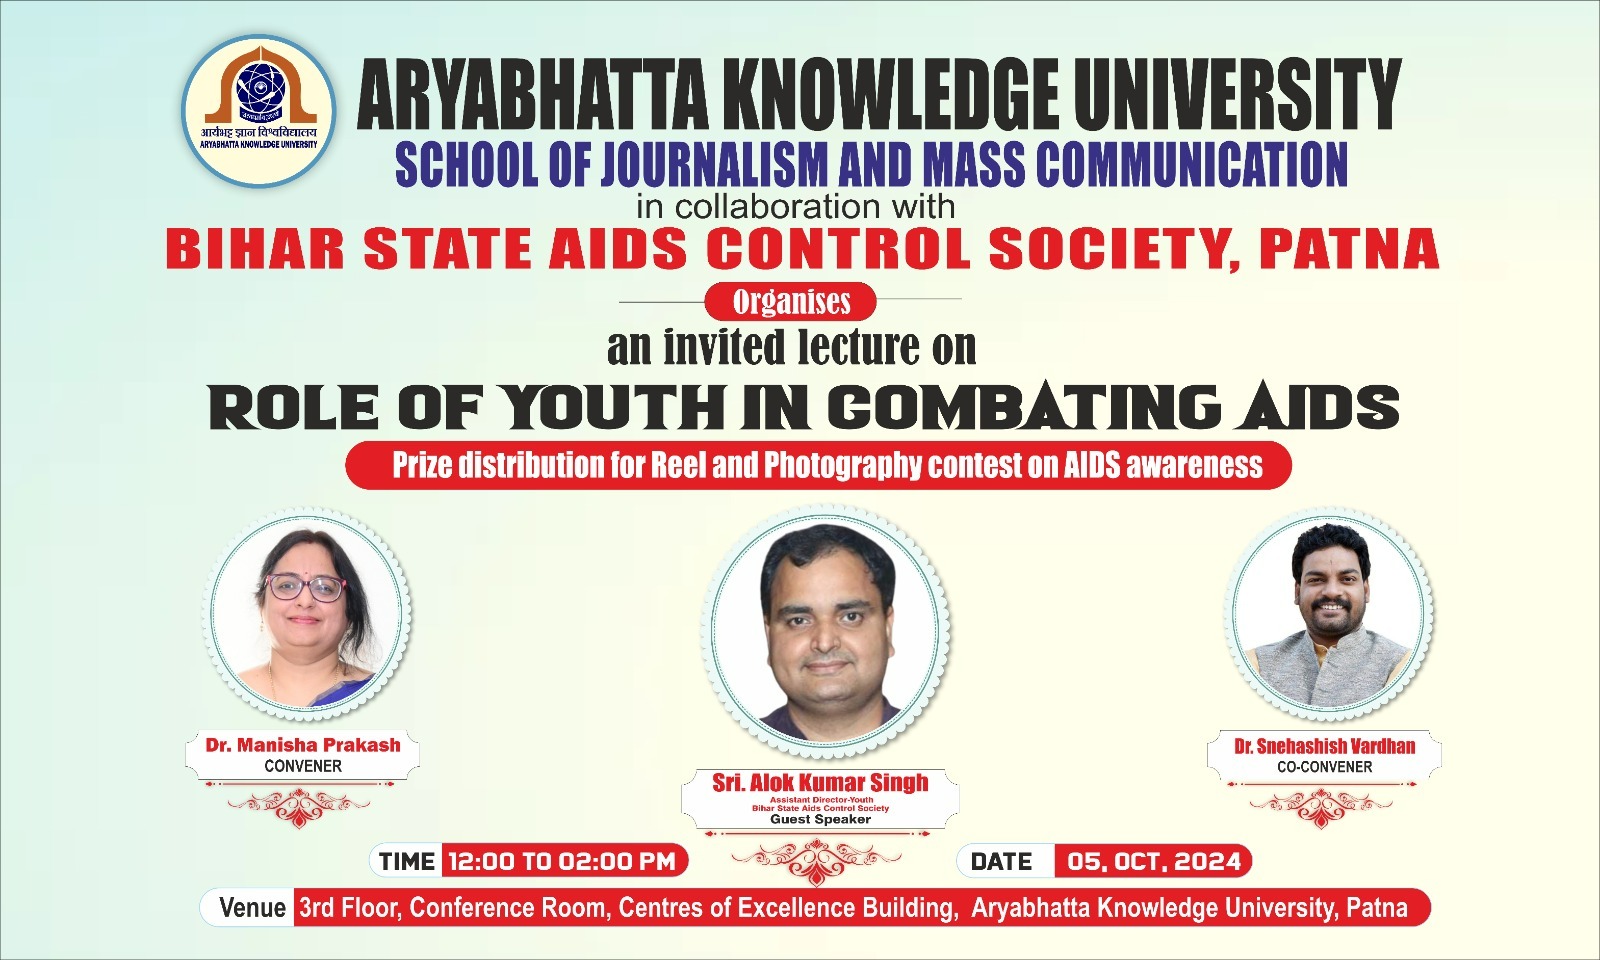 आर्यभट्ट ज्ञान विश्वविद्यालय
ARYABHATTA KNOWLEDGE UNIVERSITY
ARYABHATTA KNOWLEDGE UNIVERSITY
SCHOOL OF JOURNALISM AND MASS COMMUNICATION
in collaboration with
BIHAR STATE AIDS CONTROL SOCIETY, PATNA
Organises
an invited lecture on
ROLE OF YOUTH IN COMBATING AIDS
Prize distribution for Reel and Photography contest on AIDS awareness
Dr. Manisha Prakash
CONVENER
Sri. Alok Kumar Singh
Assistant Director-Youth
Bihar State Aids Control Society
Guest Speaker
Dr. Snehashish Vardhan
CO-CONVENER
TIME 12:00 TO 02:00 PM
DATE 05, OCT, 2024
Venue 3rd Floor, Conference Room, Centres of Excellence Building, Aryabhatta Knowledge University, Patna